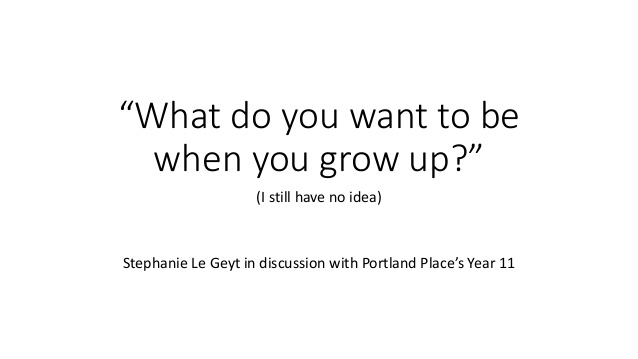 “What do you want to be
when you grow up?”
(I still have no idea)
Stephanie Le Geyt in discussion with Portland Place’s Year 11